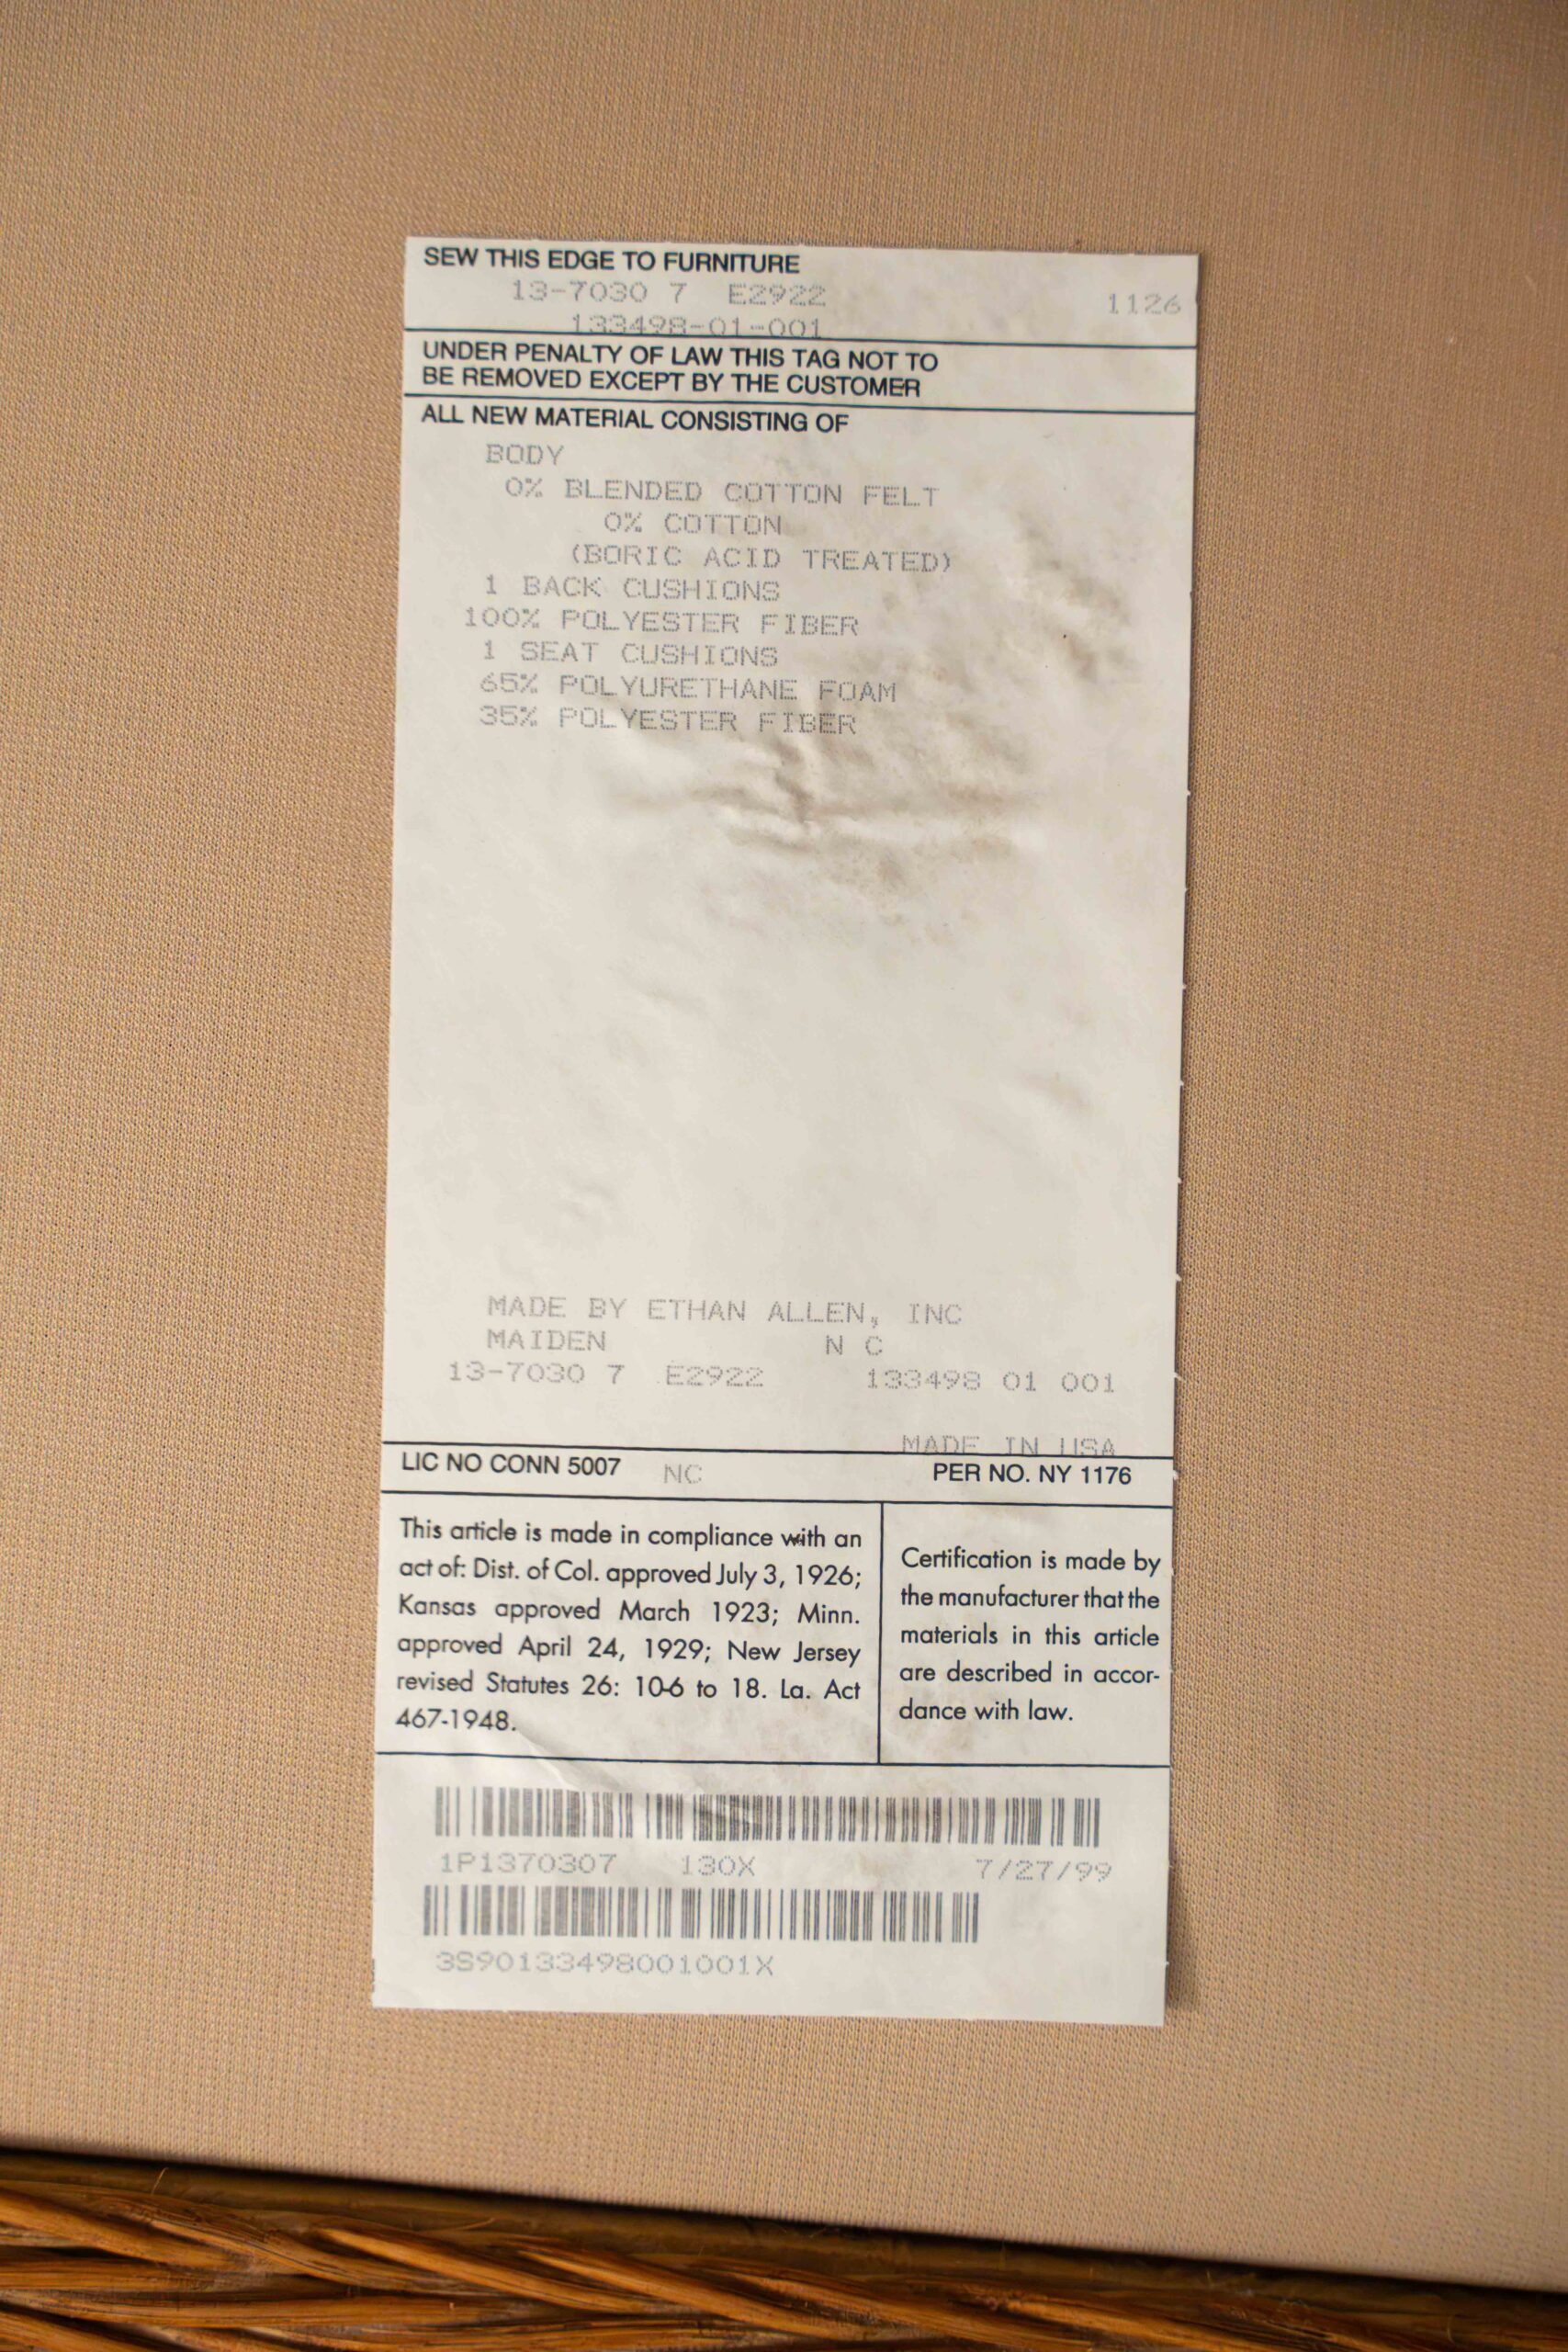 SEW THIS EDGE TO FURNITURE
13-7030 7 E2922 1126
133498-01-001
UNDER PENALTY OF LAW THIS TAG NOT TO
BE REMOVED EXCEPT BY THE CUSTOMER
ALL NEW MATERIAL CONSISTING OF
BODY
0% BLENDED COTTON FELT
0% COTTON
(BORIC ACID TREATED)
1 BACK CUSHIONS
100% POLYESTER FIBER
1 SEAT CUSHIONS
65% POLYURETHANE FOAM
35% POLYESTER FIBER
MADE BY ETHAN ALLEN, INC
MAIDEN N C
13-7030 7 E2922 133498 01 001
MADE IN USA
LIC NO CONN 5007 NC PER NO. NY 1176
This article is made in compliance with an
act of: Dist. of Col. approved July 3, 1926;
Kansas approved March 1923; Minn.
approved April 24, 1929; New Jersey
revised Statutes 26: 10-6 to 18. La. Act
467-1948.
Certification is made by
the manufacturer that the
materials in this article
are described in accor-
dance with law.
1P1370307 130X 7/27/99
3S90133498001001X